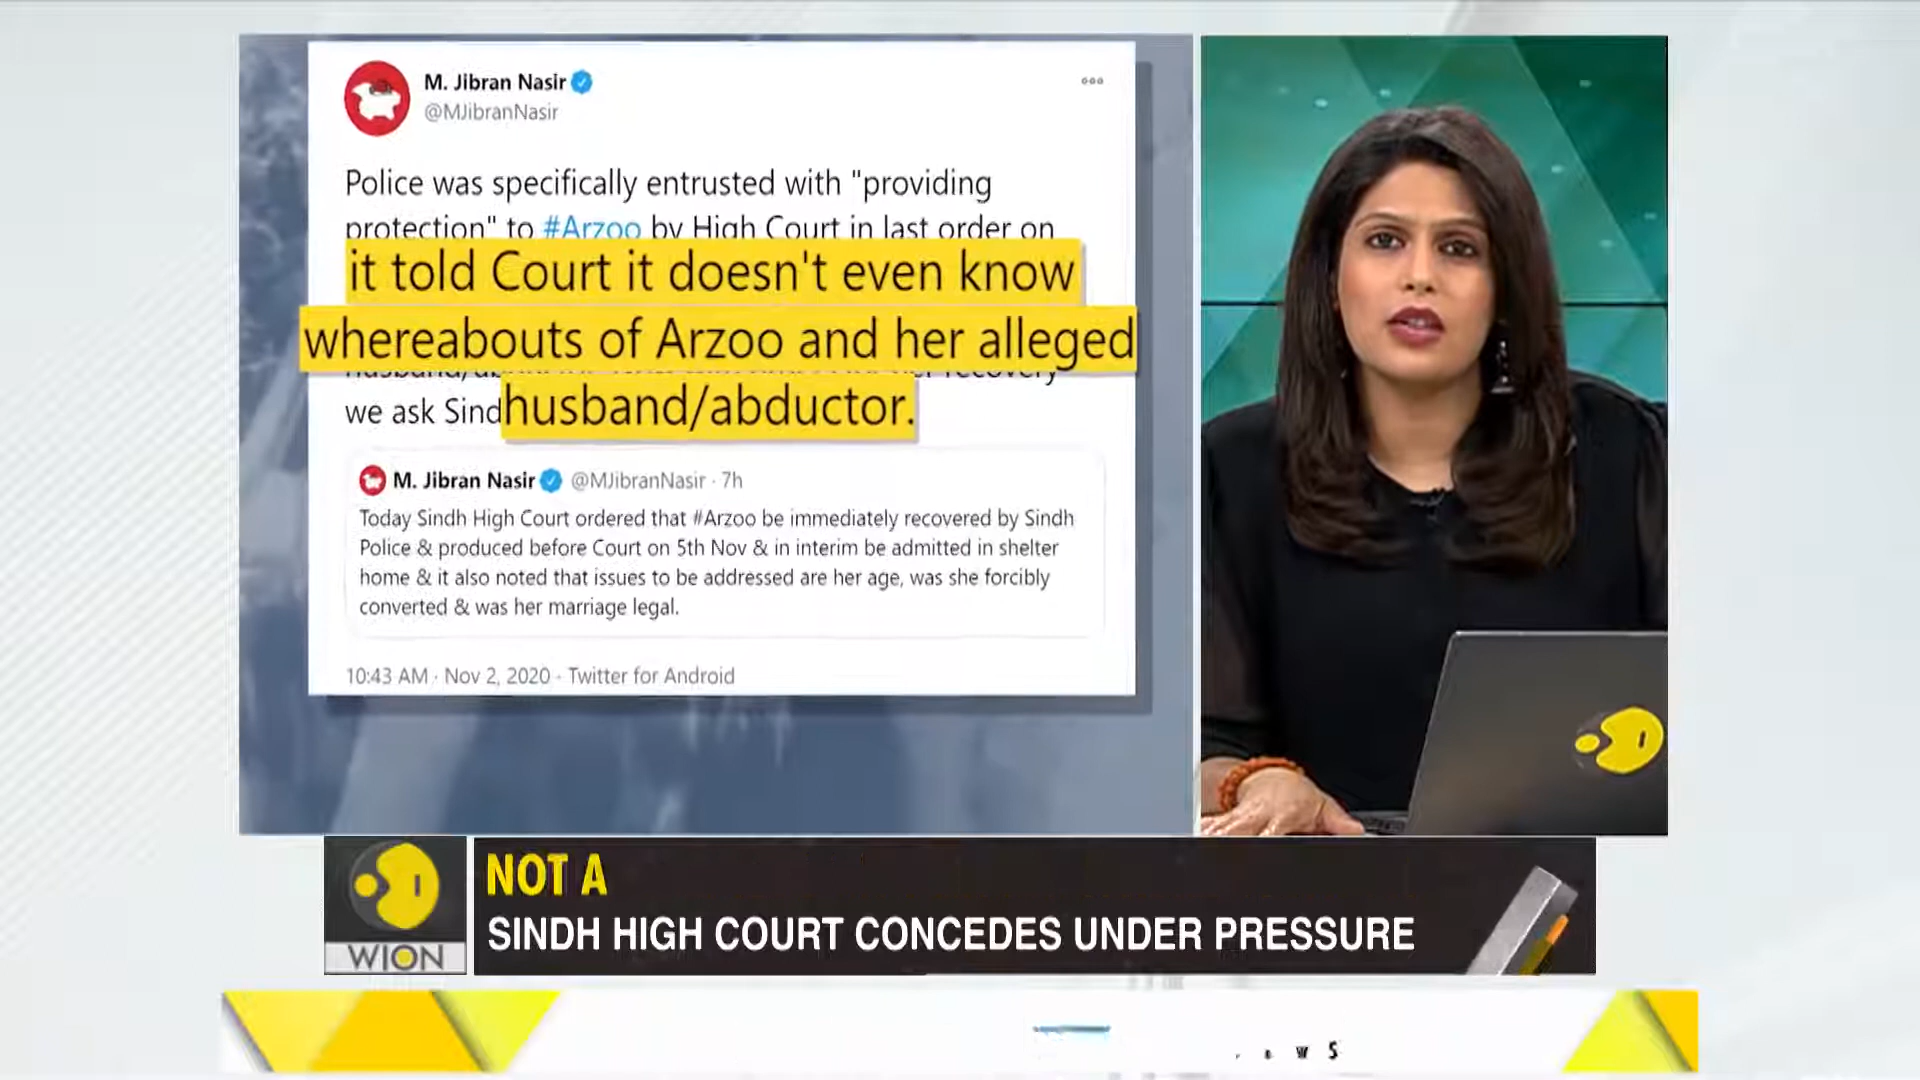 M. Jibran Nasir
@MJibranNasir
Police was specifically entrusted with "providing
protection" to #Arzoo by High Court in last order on
it told Court it doesn't even know
whereabouts of Arzoo and her alleged
husband/abductor.
we ask Sind
M. Jibran Nasir @MJibranNasir · 7h
Today Sindh High Court ordered that #Arzoo be immediately recovered by Sindh
Police & produced before Court on 5th Nov & in interim be admitted in shelter
home & it also noted that issues to be addressed are her age, was she forcibly
converted & was her marriage legal.
10:43 AM · Nov 2, 2020 · Twitter for Android
WION
NOT A
SINDH HIGH COURT CONCEDES UNDER PRESSURE